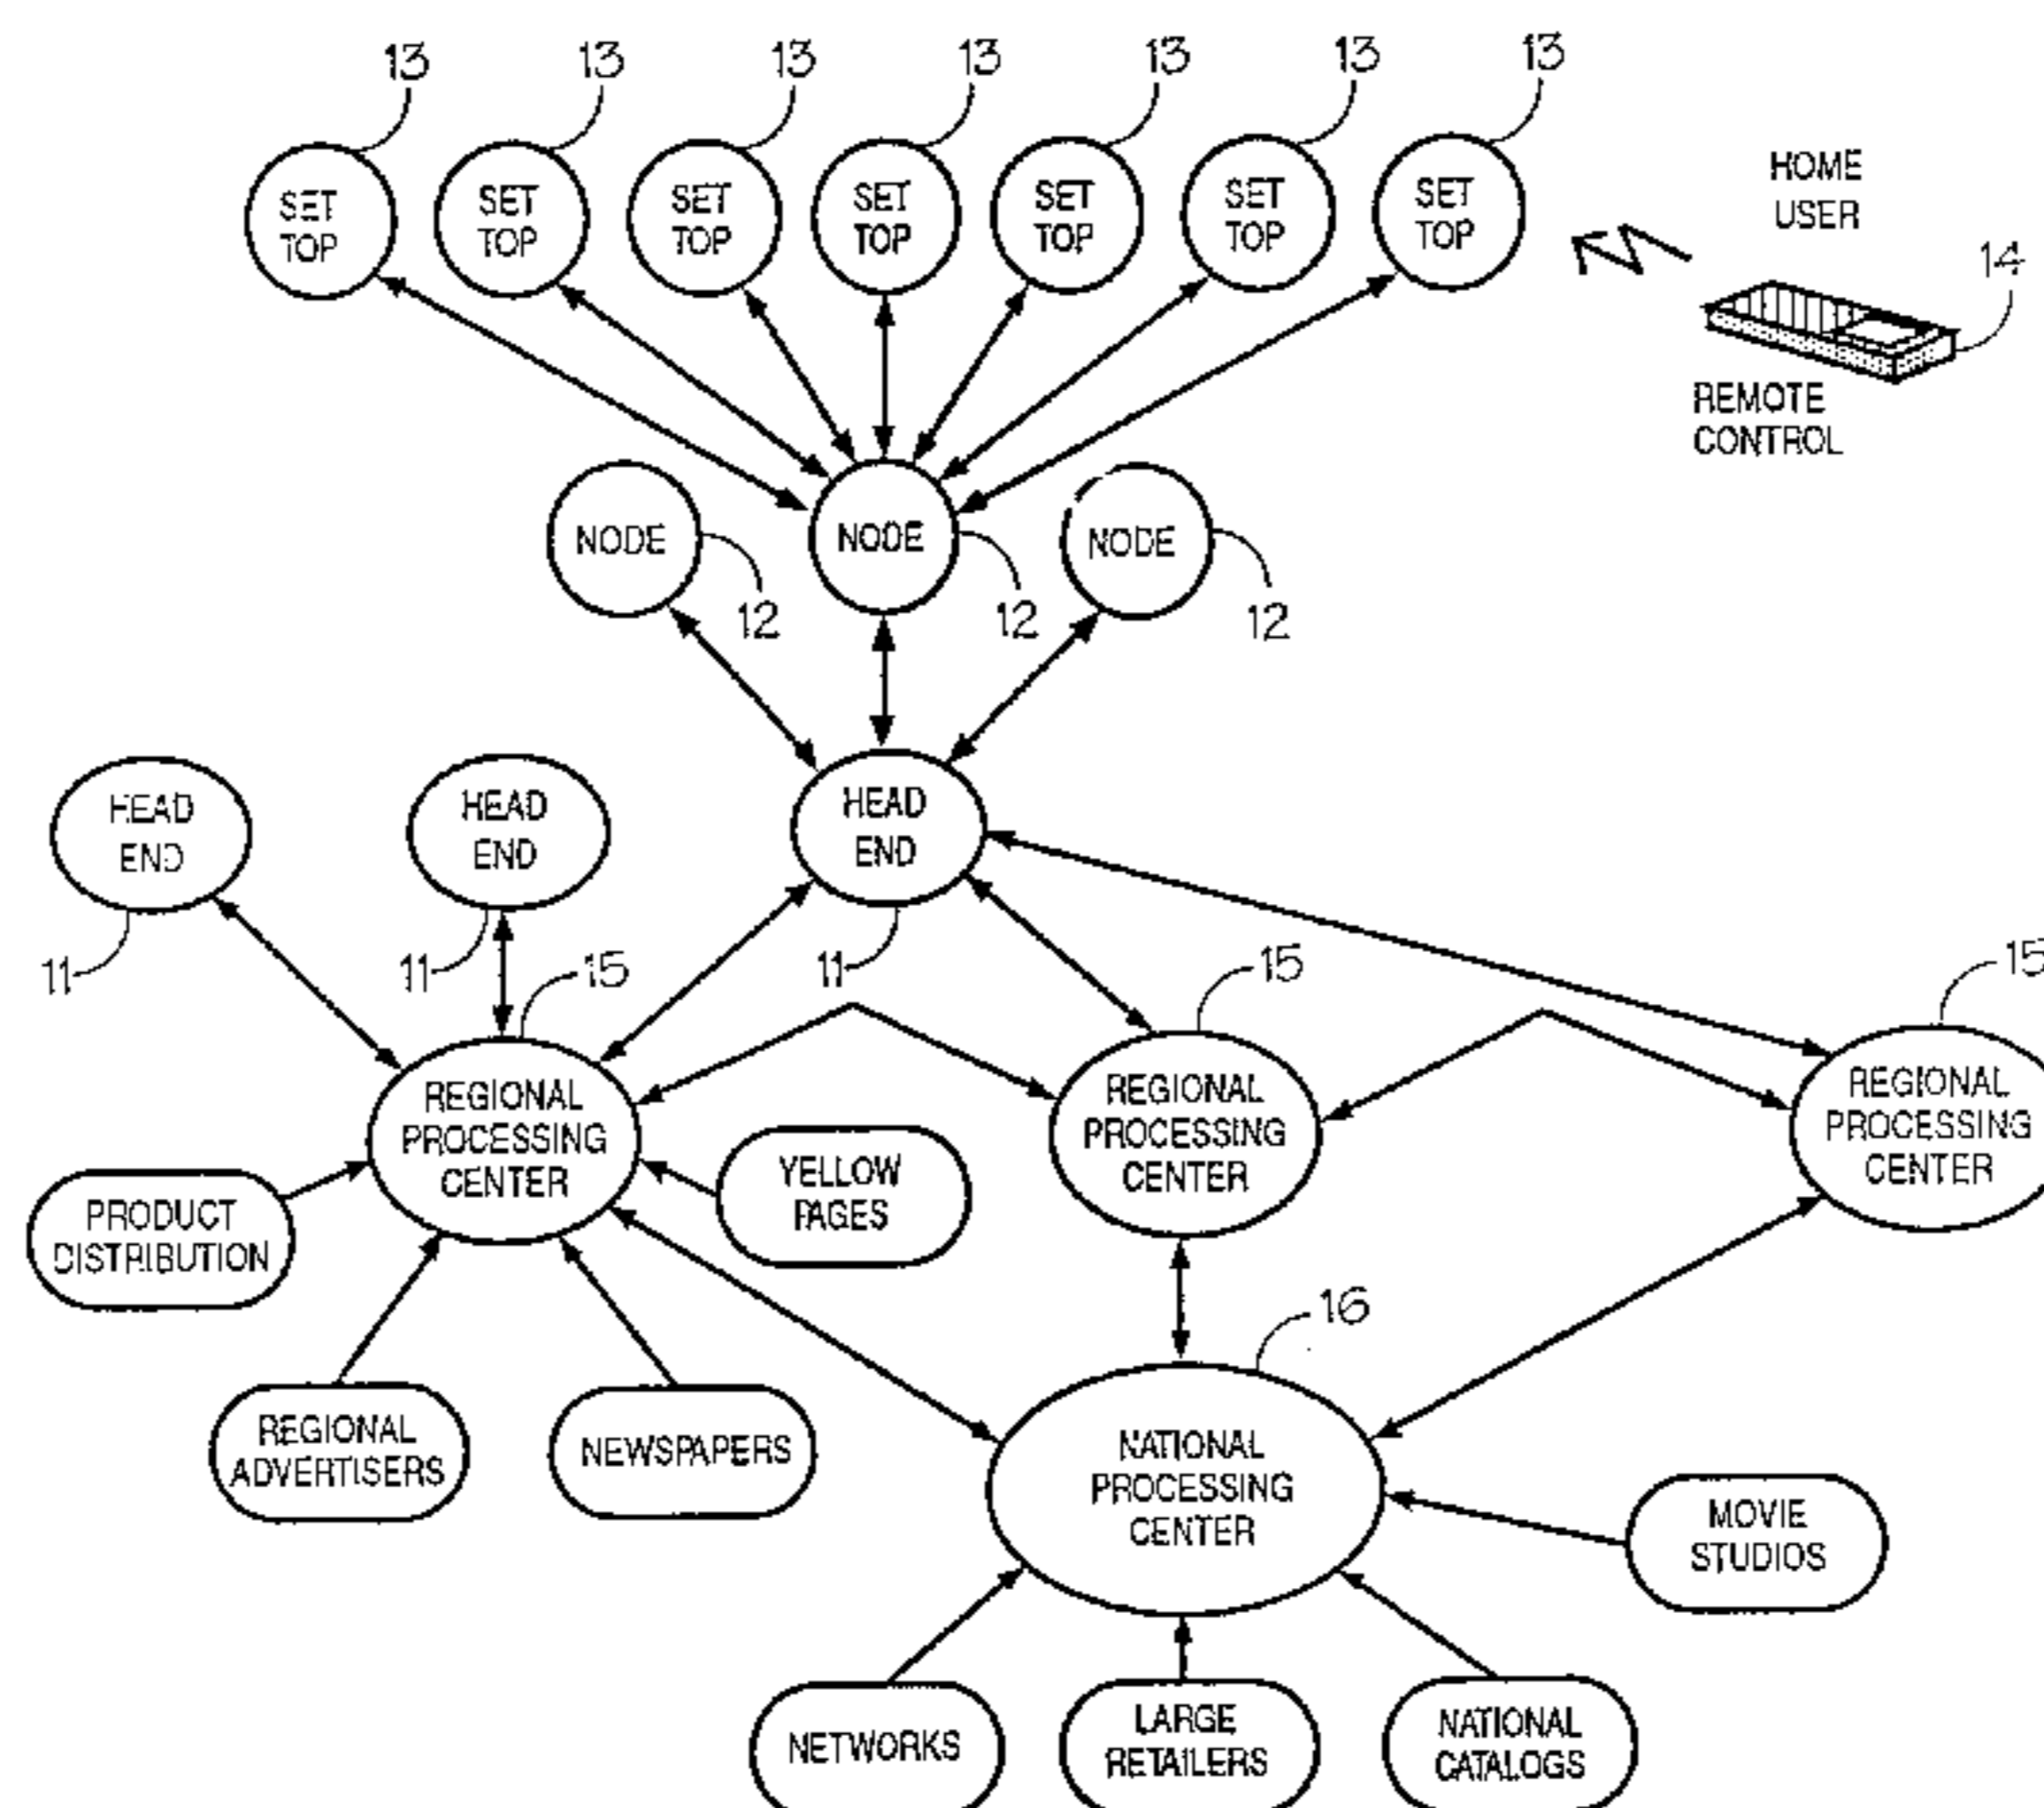 13 13 13 13 13 13 13
HOME
USER
SET TOP
SET TOP
SET TOP
SET TOP
SET TOP
SET TOP
SET TOP
14
REMOTE
CONTROL
NODE
NODE
NODE
12 12 12
HEAD
END
HEAD
END
HEAD
END
11 11 11
15 15 15
REGIONAL
PROCESSING
CENTER
REGIONAL
PROCESSING
CENTER
REGIONAL
PROCESSING
CENTER
YELLOW
PAGES
PRODUCT
DISTRIBUTION
16
REGIONAL
ADVERTISERS
NEWSPAPERS
NATIONAL
PROCESSING
CENTER
MOVIE
STUDIOS
NETWORKS
LARGE
RETAILERS
NATIONAL
CATALOGS